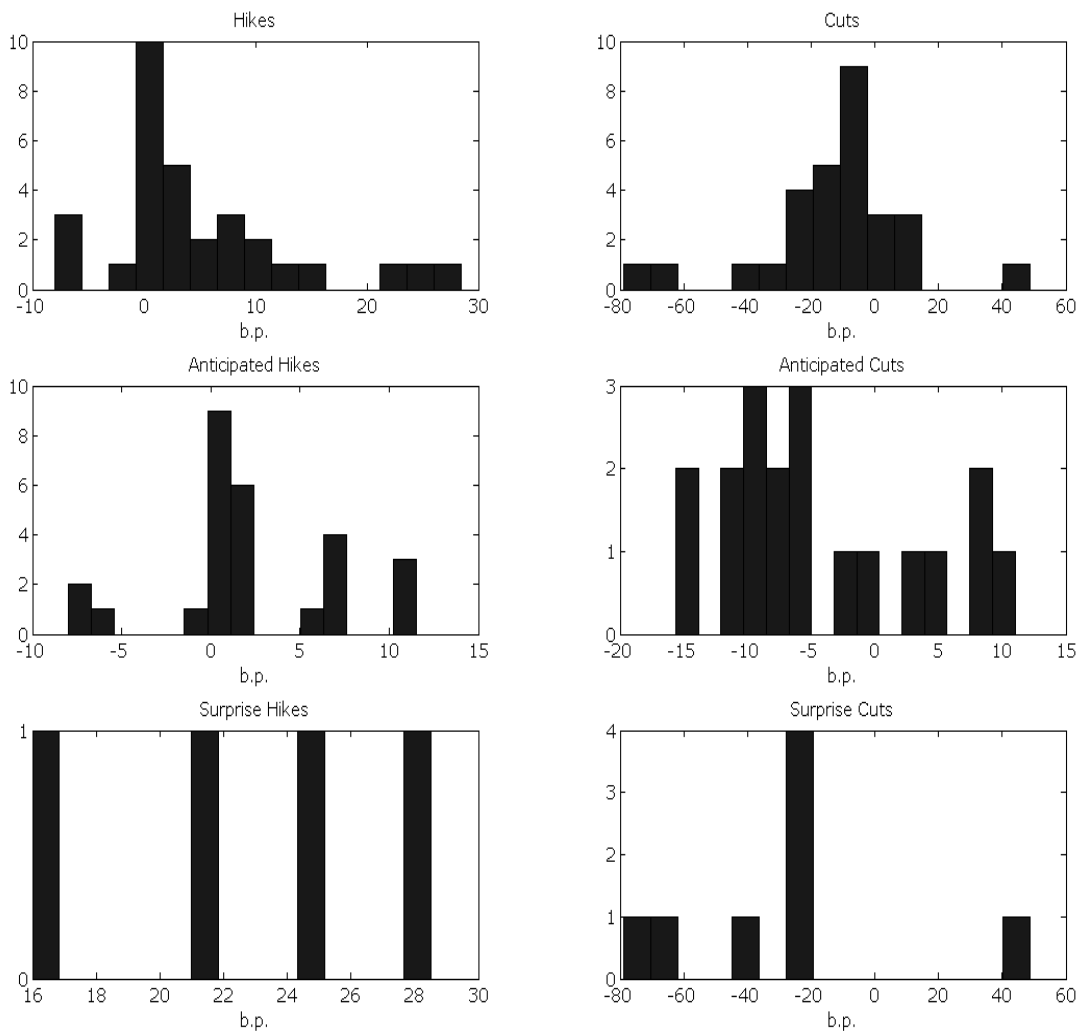 Hikes
10
8
6
4
2
0
-10 0 10 20 30
b.p.
Cuts
10
8
6
4
2
0
-80 -60 -40 -20 0 20 40 60
b.p.
Anticipated Hikes
10
8
6
4
2
0
-10 -5 0 5 10 15
b.p.
Anticipated Cuts
3
2
1
0
-20 -15 -10 -5 0 5 10 15
b.p.
Surprise Hikes
1
0
16 18 20 22 24 26 28 30
b.p.
Surprise Cuts
4
3
2
1
0
-80 -60 -40 -20 0 20 40 60
b.p.